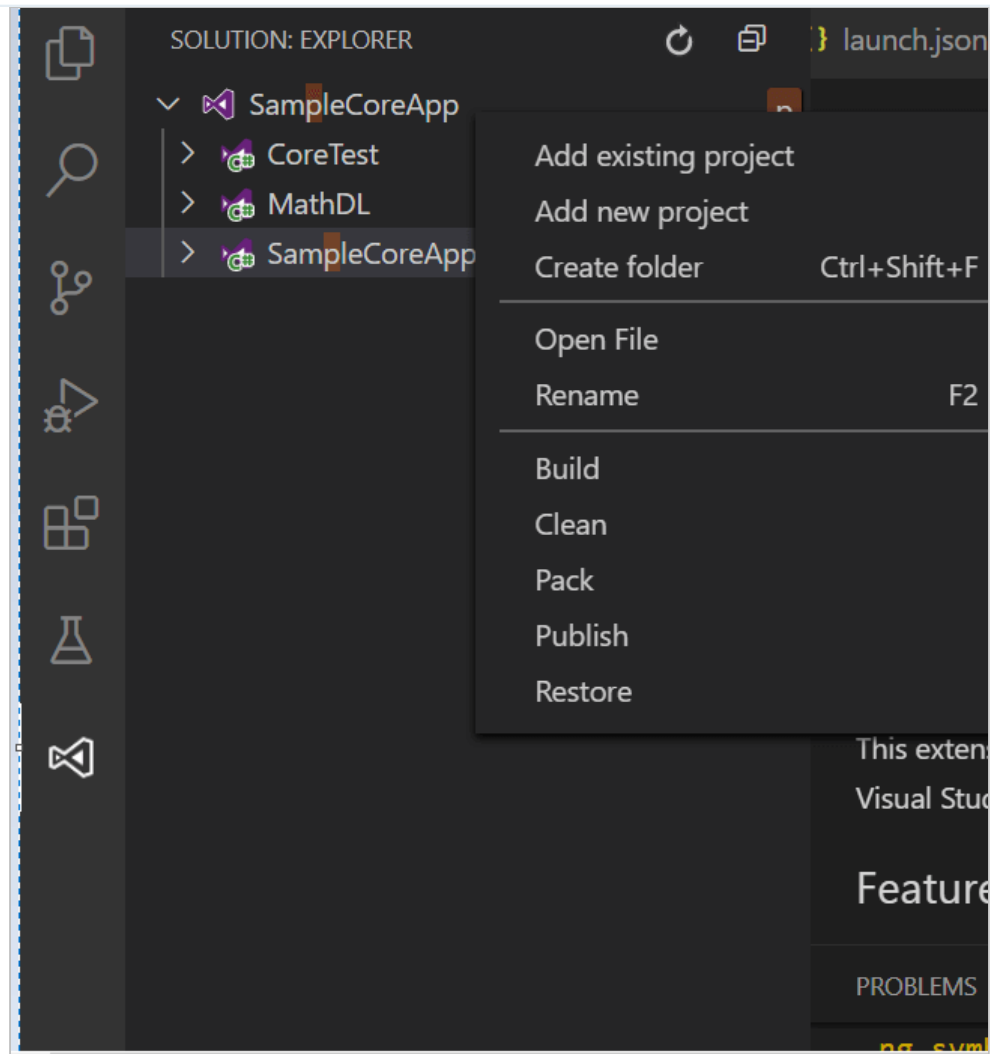 SOLUTION: EXPLORER
} launch.json
SampleCoreApp
CoreTest
MathDL
SampleCoreApp
Add existing project
Add new project
Create folder Ctrl+Shift+F
Open File
Rename F2
Build
Clean
Pack
Publish
Restore
This exten
Visual Stu
Feature
PROBLEMS